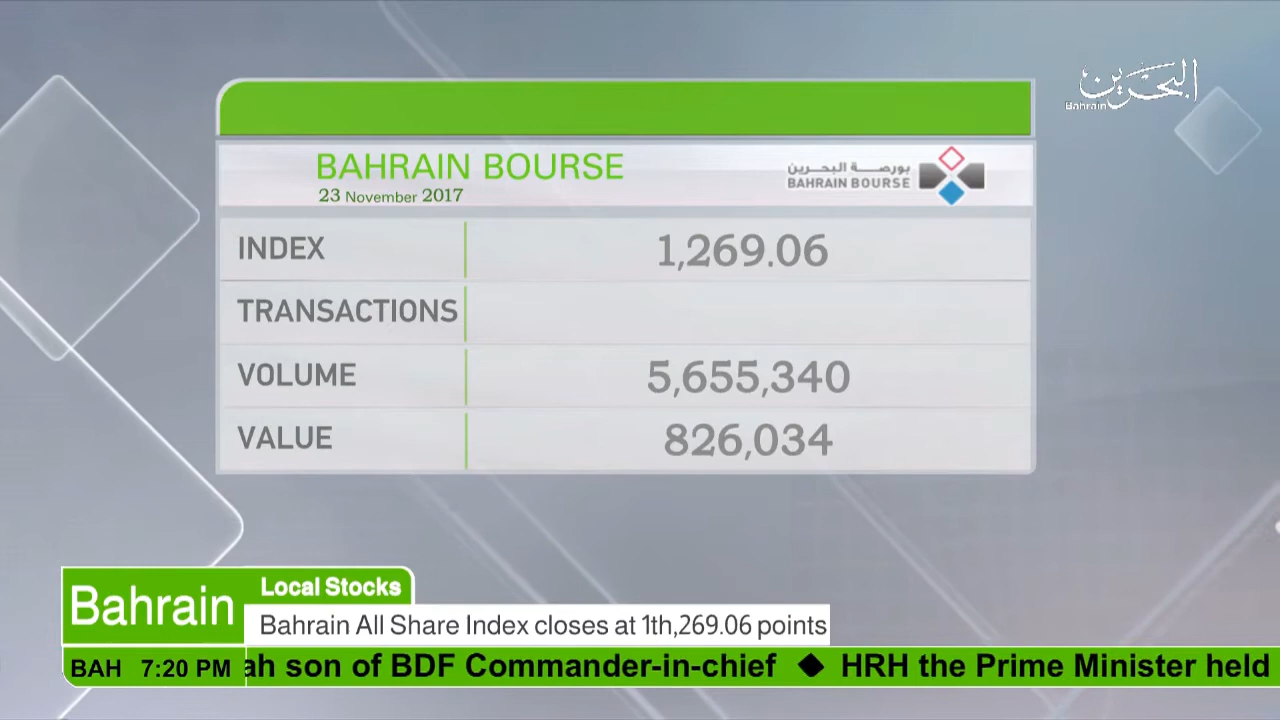 البحرين
Bahrain
BAHRAIN BOURSE
23 November 2017
بورصة البحرين
BAHRAIN BOURSE
INDEX 1,269.06
TRANSACTIONS
VOLUME 5,655,340
VALUE 826,034
Bahrain
Local Stocks
Bahrain All Share Index closes at 1th,269.06 points
BAH 7:20 PM
ah son of BDF Commander-in-chief ◆ HRH the Prime Minister held